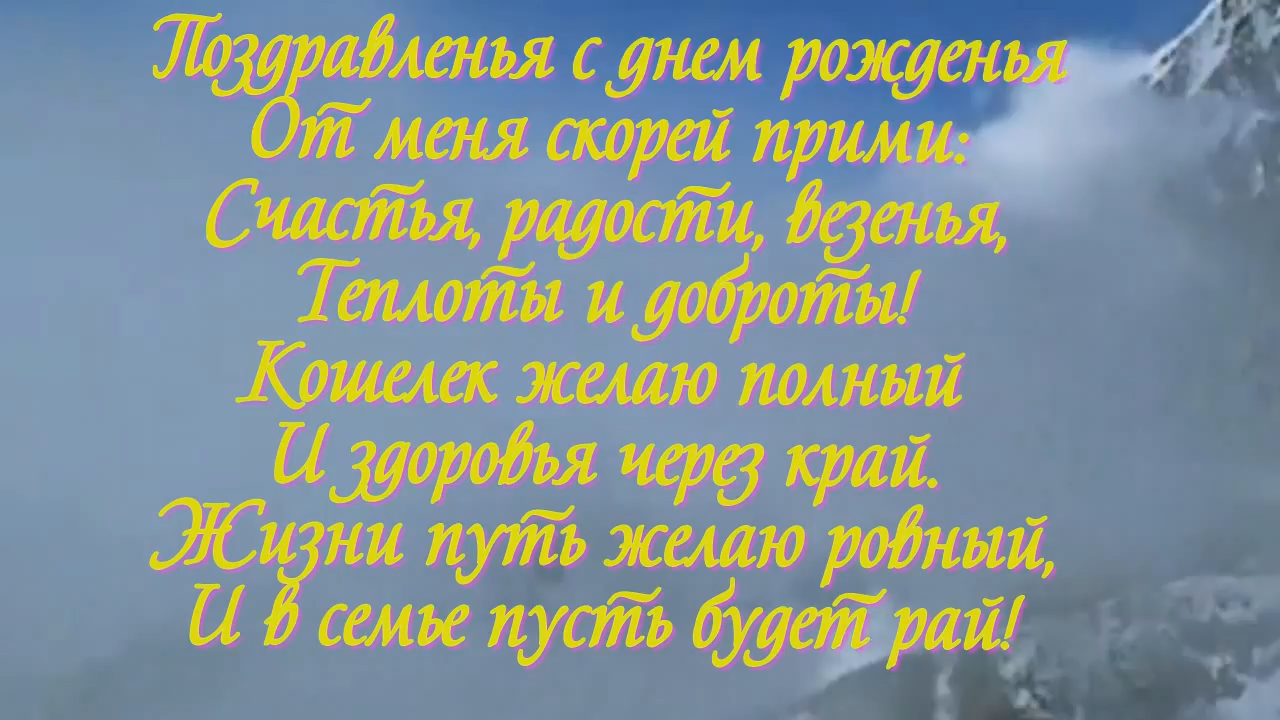 Поздравленья с днем рожденья
От меня скорей прими:
Счастья, радости, везенья,
Теплоты и доброты!
Кошелек желаю полный
И здоровья через край.
Жизни путь желаю ровный,
И в семье пусть будет рай!